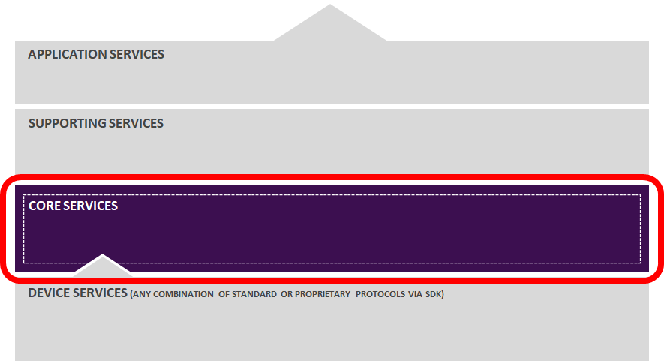 APPLICATION SERVICES
SUPPORTING SERVICES
CORE SERVICES
DEVICE SERVICES (ANY COMBINATION OF STANDARD OR PROPRIETARY PROTOCOLS VIA SDK)